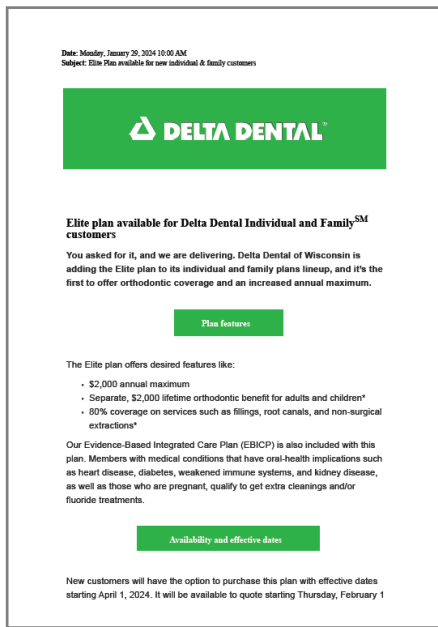 Date: Monday, January 29, 2024 10:00 AM
Subject: Elite Plan available for new individual & family customers
DELTA DENTAL®
Elite plan available for Delta Dental Individual and Family℠
customers
You asked for it, and we are delivering. Delta Dental of Wisconsin is
adding the Elite plan to its individual and family plans lineup, and it's the
first to offer orthodontic coverage and an increased annual maximum.
Plan features
The Elite plan offers desired features like:
• $2,000 annual maximum
• Separate, $2,000 lifetime orthodontic benefit for adults and children*
• 80% coverage on services such as fillings, root canals, and non-surgical
extractions*
Our Evidence-Based Integrated Care Plan (EBICP) is also included with this
plan. Members with medical conditions that have oral-health implications such
as heart disease, diabetes, weakened immune systems, and kidney disease,
as well as those who are pregnant, qualify to get extra cleanings and/or
fluoride treatments.
Availability and effective dates
New customers will have the option to purchase this plan with effective dates
starting April 1, 2024. It will be available to quote starting Thursday, February 1